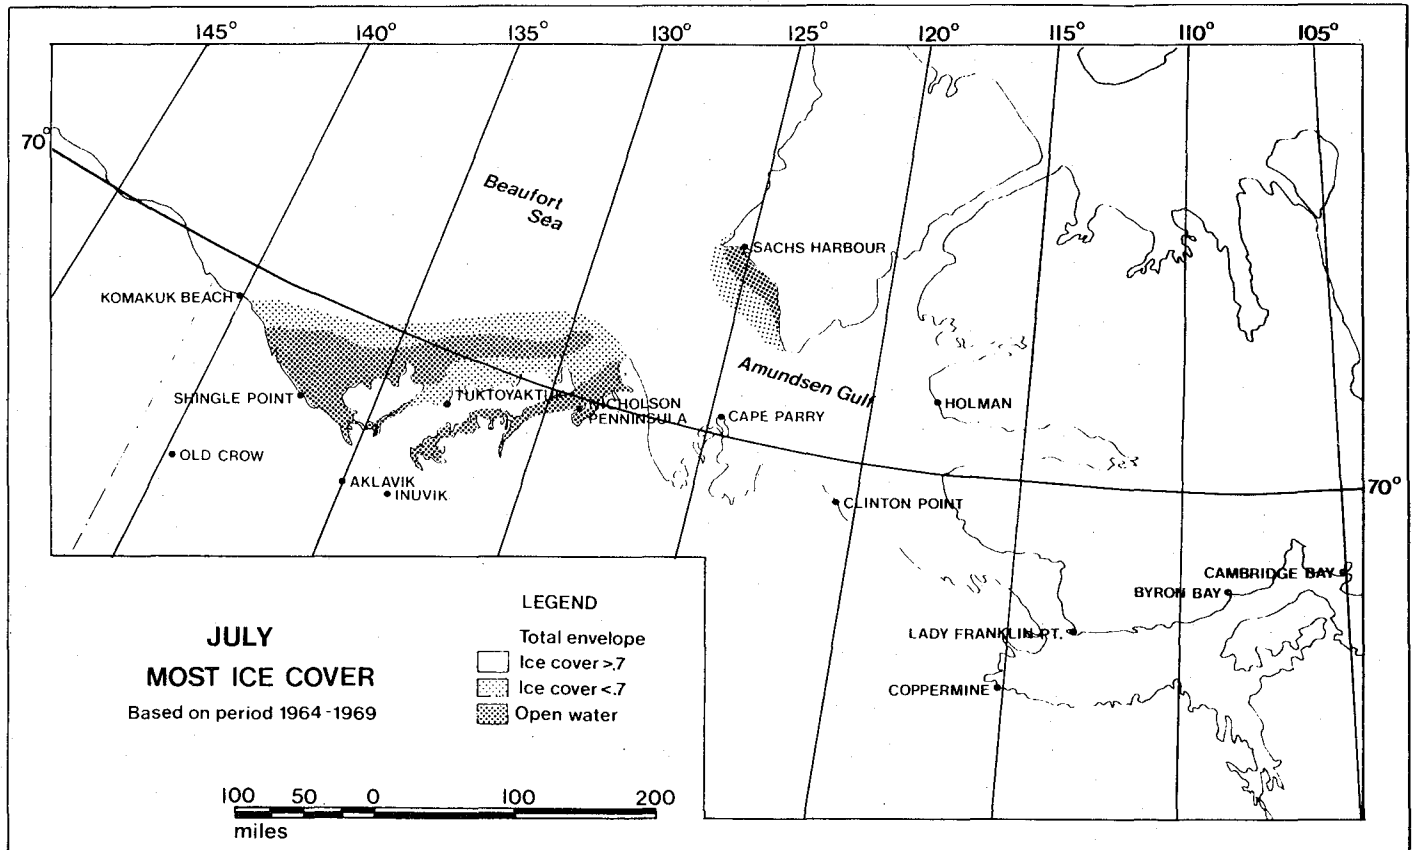 145° 140° 135° 130° 125° 120° 115° 110° 105°
70°
Beaufort
Sea
SACHS HARBOUR
KOMAKUK BEACH
Amundsen Gulf
SHINGLE POINT
TUKTOYAKTUK
NICHOLSON
PENNINSULA
CAPE PARRY
HOLMAN
OLD CROW
AKLAVIK
INUVIK
CLINTON POINT
70°
CAMBRIDGE BAY
BYRON BAY
LADY FRANKLIN PT.
COPPERMINE
JULY
MOST ICE COVER
Based on period 1964-1969
LEGEND
Total envelope
Ice cover >.7
Ice cover <.7
Open water
100 50 0 100 200
miles